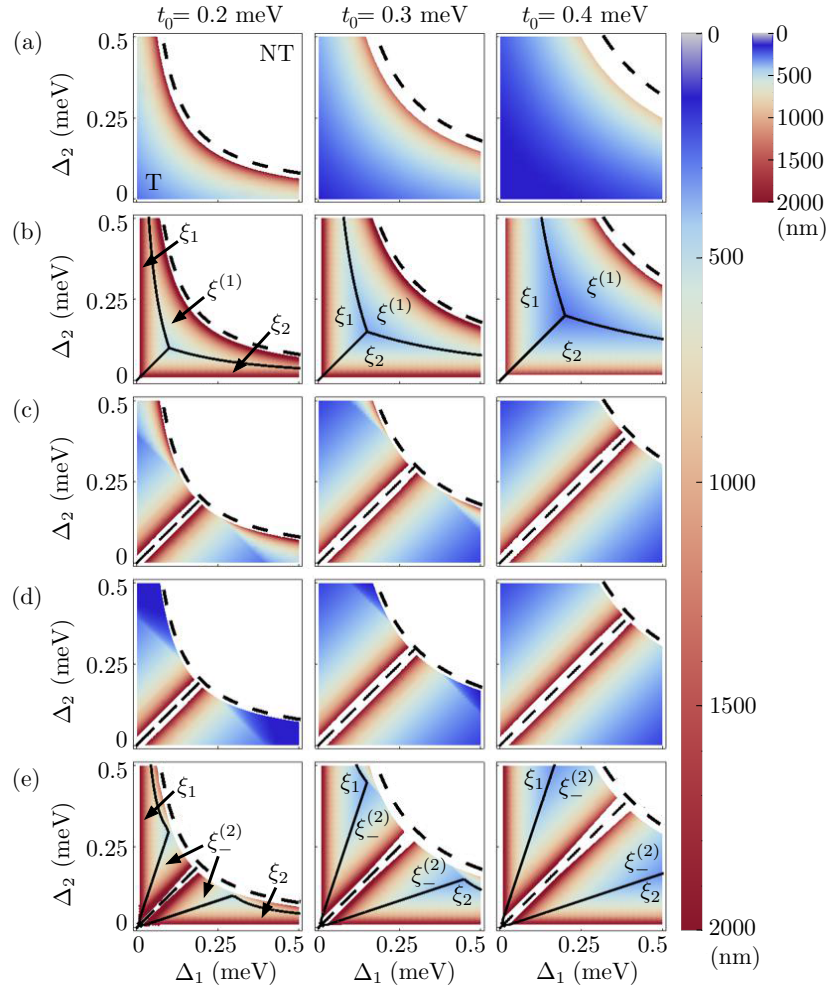 t₀= 0.2 meV t₀= 0.3 meV t₀= 0.4 meV
(a)
0.5
0.25
0
Δ₂ (meV)
NT
T
0
500
1000
1500
2000
(nm)
0
500
1000
1500
2000
(nm)
(b)
0.5
0.25
0
Δ₂ (meV)
ξ₁
ξ⁽¹⁾
ξ₂
ξ₁
ξ⁽¹⁾
ξ₂
ξ₁
ξ⁽¹⁾
ξ₂
(c)
0.5
0.25
0
Δ₂ (meV)
(d)
0.5
0.25
0
Δ₂ (meV)
(e)
0.5
0.25
0
Δ₂ (meV)
ξ₁
ξ₋⁽²⁾
ξ₂
ξ₁
ξ₋⁽²⁾
ξ₋⁽²⁾
ξ₂
ξ₁
ξ₋⁽²⁾
ξ₋⁽²⁾
ξ₂
0 0.25 0.5 0 0.25 0.5 0 0.25 0.5
Δ₁ (meV) Δ₁ (meV) Δ₁ (meV)